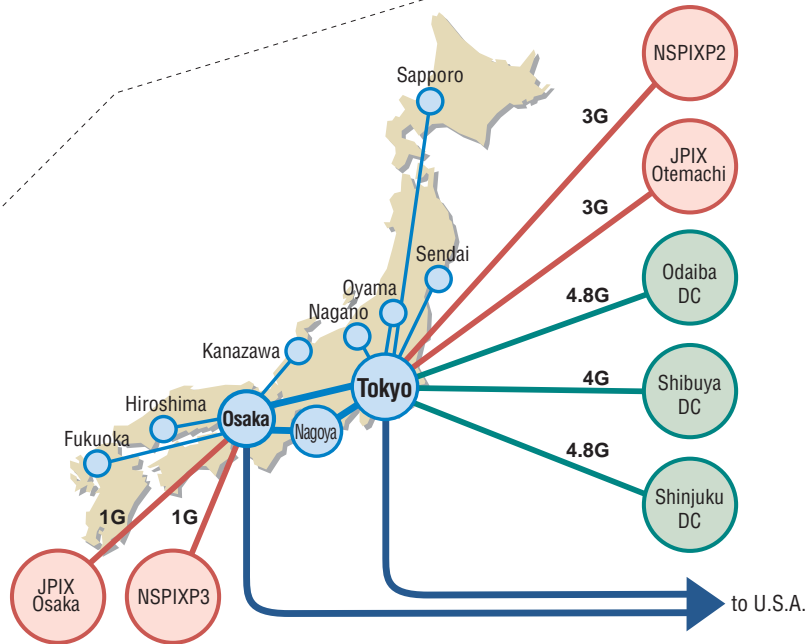 Sapporo
NSPIXP2
3G
JPIX
Otemachi
3G
Sendai
Odaiba
DC
Oyama
4.8G
Nagano
Kanazawa
Tokyo
4G
Shibuya
DC
Hiroshima
Osaka
Nagoya
Fukuoka
4.8G
Shinjuku
DC
1G
1G
JPIX
Osaka
NSPIXP3
to U.S.A.